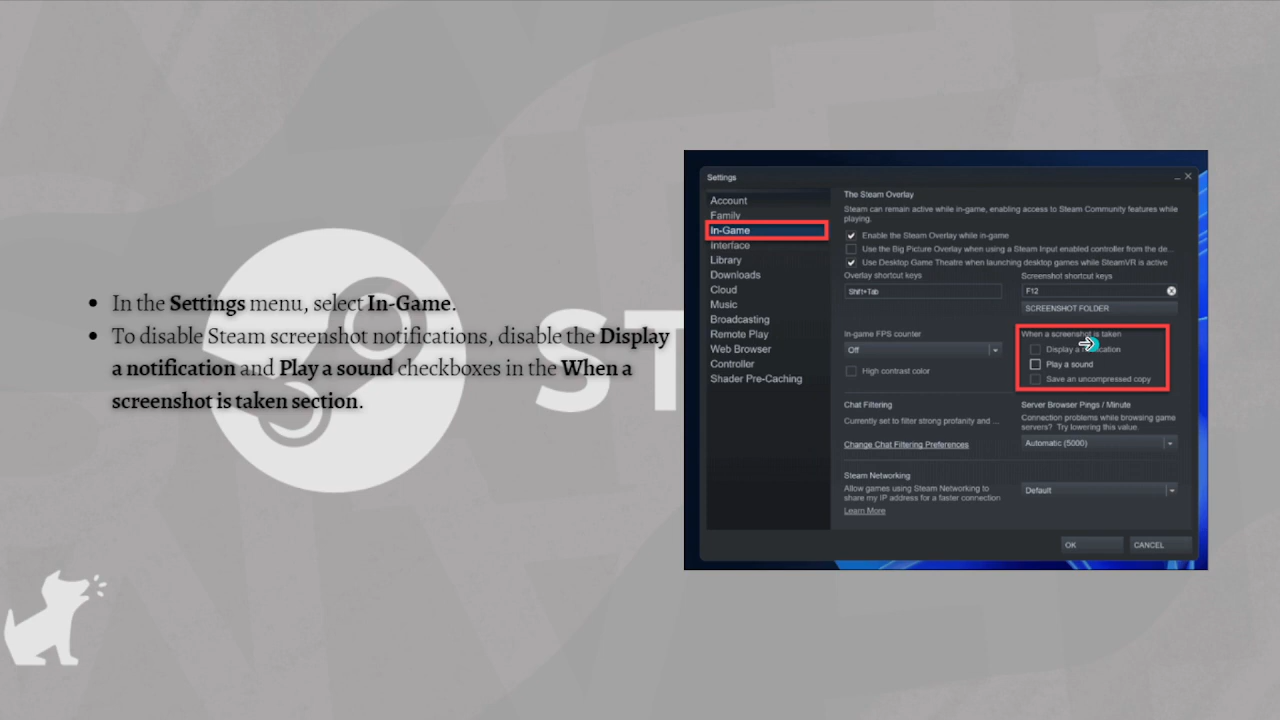 In the Settings menu, select In-Game.
To disable Steam screenshot notifications, disable the Display
a notification and Play a sound checkboxes in the When a
screenshot is taken section.
ST
Settings
Account
Family
In-Game
Interface
Library
Downloads
Cloud
Music
Broadcasting
Remote Play
Web Browser
Controller
Shader Pre-Caching
The Steam Overlay
Steam can remain active while in-game, enabling access to Steam Community features while
playing.
Enable the Steam Overlay while in-game
Use the Big Picture Overlay when using a Steam Input enabled controller from the de...
Use Desktop Game Theatre when launching desktop games while SteamVR is active
Overlay shortcut keys
Shift+Tab
Screenshot shortcut keys
F12
SCREENSHOT FOLDER
In-game FPS counter
Off
High contrast color
When a screenshot is taken
Display a
Play a sound
Save an uncompressed copy
Chat Filtering
Currently set to filter strong profanity and ...
Change Chat Filtering Preferences
Server Browser Pings / Minute
Connection problems while browsing game
servers? Try lowering this value.
Automatic (5000)
Steam Networking
Allow games using Steam Networking to
share my IP address for a faster connection
Learn More
Default
OK
CANCEL